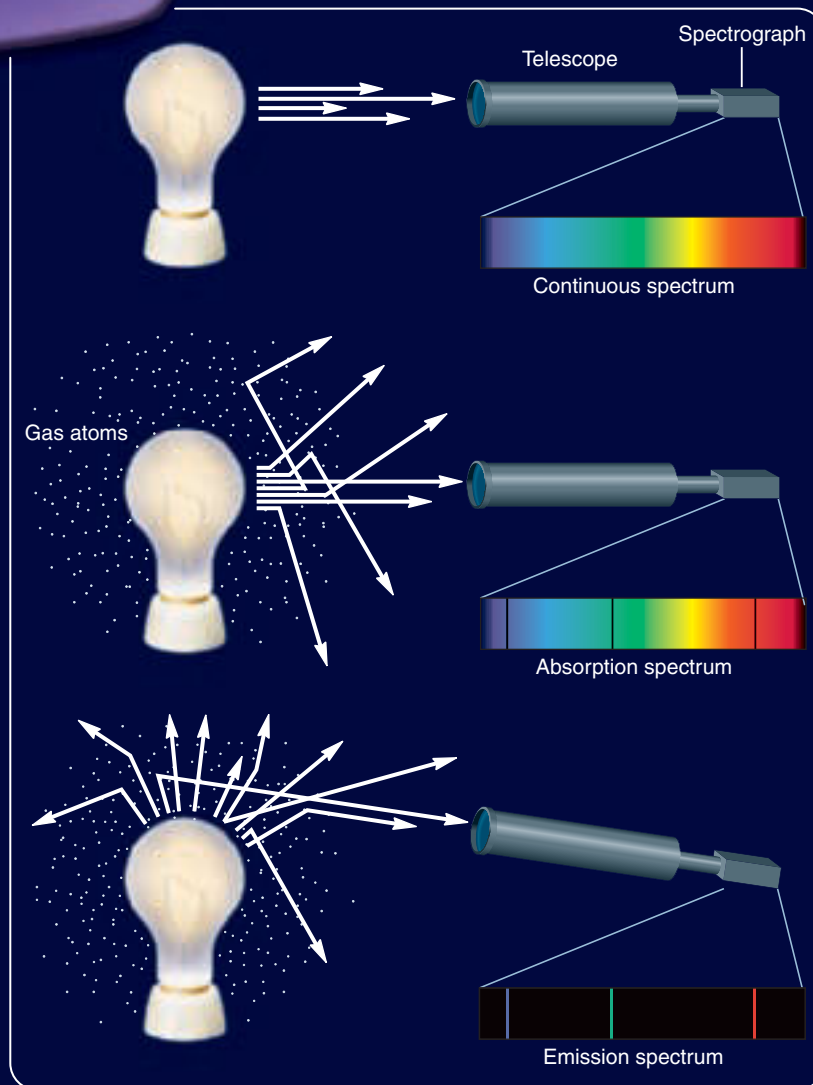 Spectrograph
Telescope
Continuous spectrum
Gas atoms
Absorption spectrum
Emission spectrum